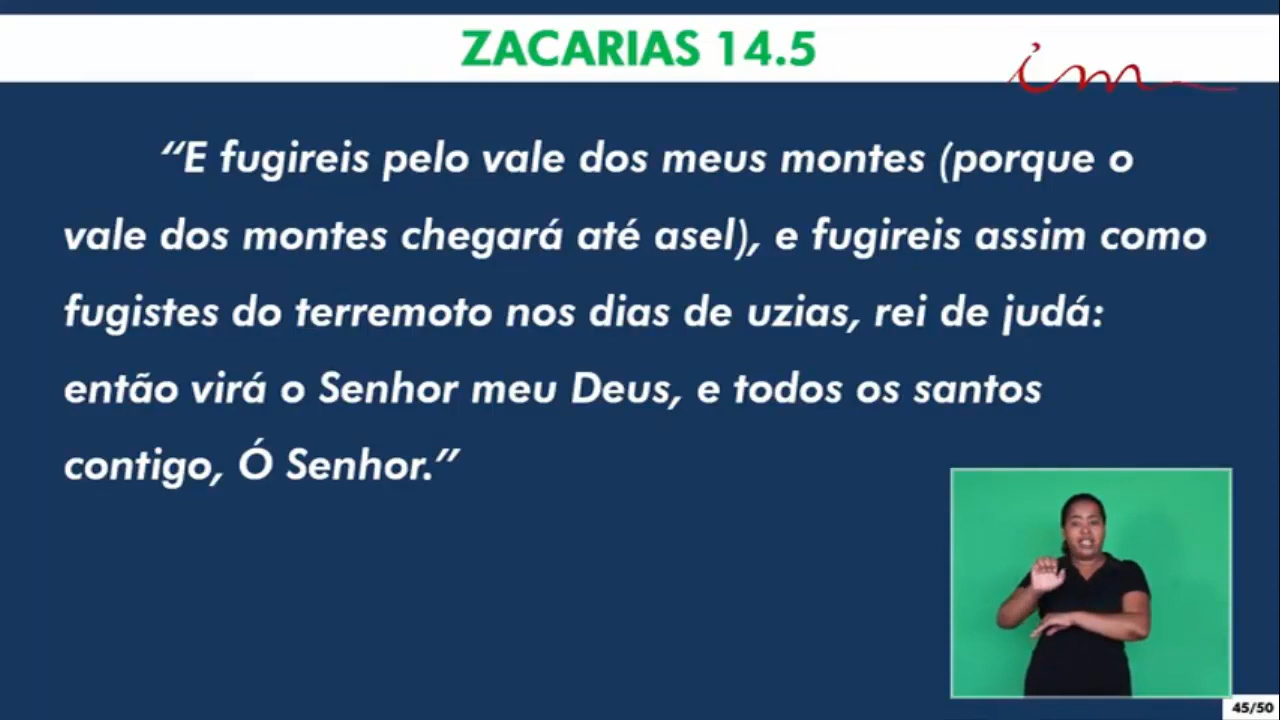 ZACARIAS 14.5
im
“E fugireis pelo vale dos meus montes (porque o
vale dos montes chegará até asel), e fugireis assim como
fugistes do terremoto nos dias de uzias, rei de judá:
então virá o Senhor meu Deus, e todos os santos
contigo, Ó Senhor.”
45/50